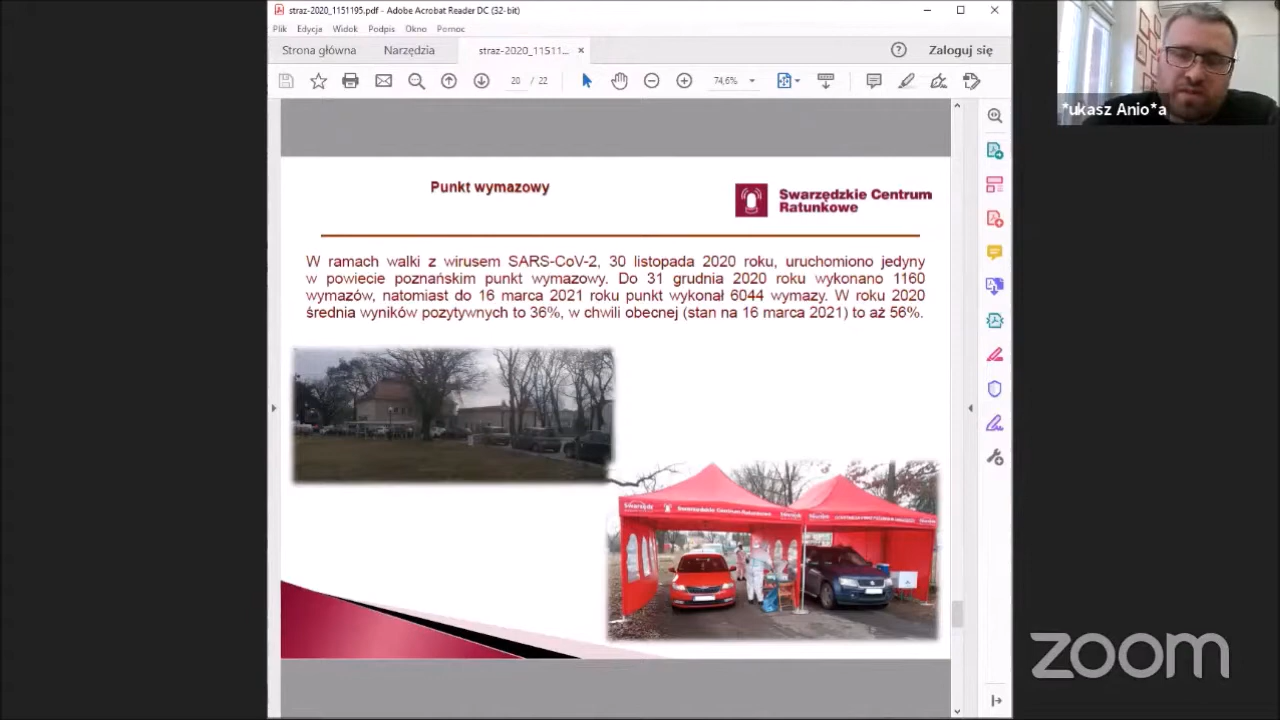 straz-2020_1151195.pdf - Adobe Acrobat Reader DC (32-bit)
Plik Edycja Widok Podpis Okno Pomoc
Strona główna Narzędzia straz-2020_11511... ×
Zaloguj się
20 / 22 74,6%
*ukasz Anio*a
Punkt wymazowy
Swarzędzkie Centrum
Ratunkowe
W ramach walki z wirusem SARS-CoV-2, 30 listopada 2020 roku, uruchomiono jedyny
w powiecie poznańskim punkt wymazowy. Do 31 grudnia 2020 roku wykonano 1160
wymazów, natomiast do 16 marca 2021 roku punkt wykonał 6044 wymazy. W roku 2020
średnia wyników pozytywnych to 36%, w chwili obecnej (stan na 16 marca 2021) to aż 56%.
Swarzędz Swarzędzkie Centrum Ratunkowe
zoom